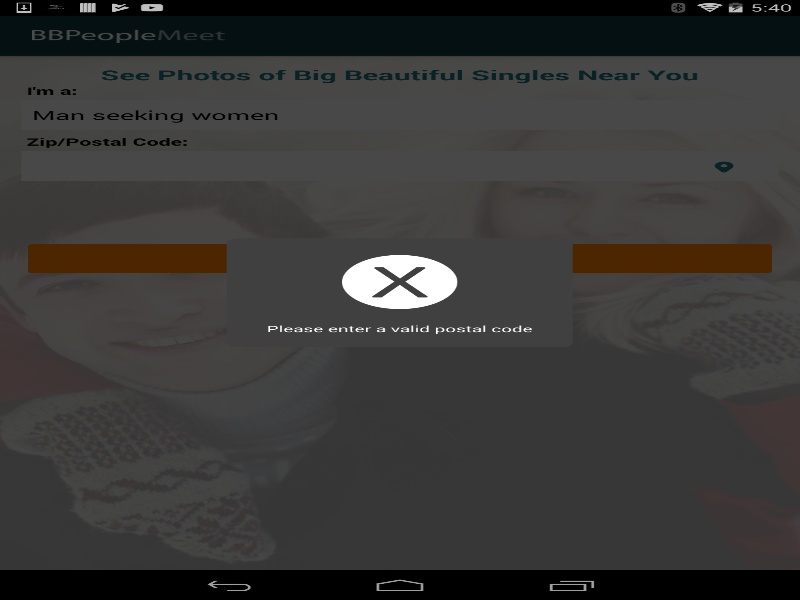 5:40
BBPeopleMeet
See Photos of Big Beautiful Singles Near You
I'm a:
Man seeking women
Zip/Postal Code:
Please enter a valid postal code